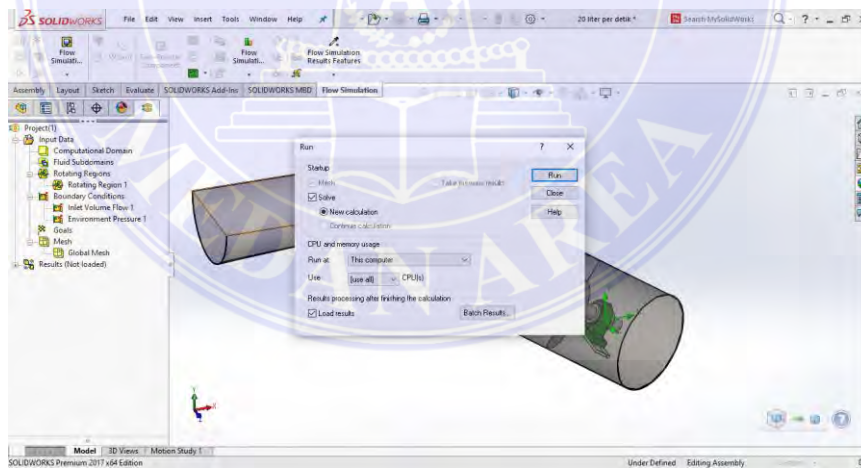 SOLIDWORKS File Edit View Insert Tools Window Help 20 liter per detik * Search MySolidWorks
Flow Simulati...
Flow Simulati...
Flow Simulation Results Features
Assembly Layout Sketch Evaluate SOLIDWORKS Add-Ins SOLIDWORKS MBD Flow Simulation
Project(1)
Input Data
Computational Domain
Fluid Subdomains
Rotating Regions
Rotating Region 1
Boundary Conditions
Inlet Volume Flow 1
Environment Pressure 1
Goals
Mesh
Global Mesh
Results (Not loaded)
Run ? X
Startup
Mesh Take previous results
Solve
New calculation
Continue calculation
Run
Close
Help
CPU and memory usage
Run at: This computer
Use [use all] CPU(s)
Results processing after finishing the calculation
Load results Batch Results...
MEDAN AREA
Y
X
Model 3D Views Motion Study 1
SOLIDWORKS Premium 2017 x64 Edition Under Defined Editing Assembly